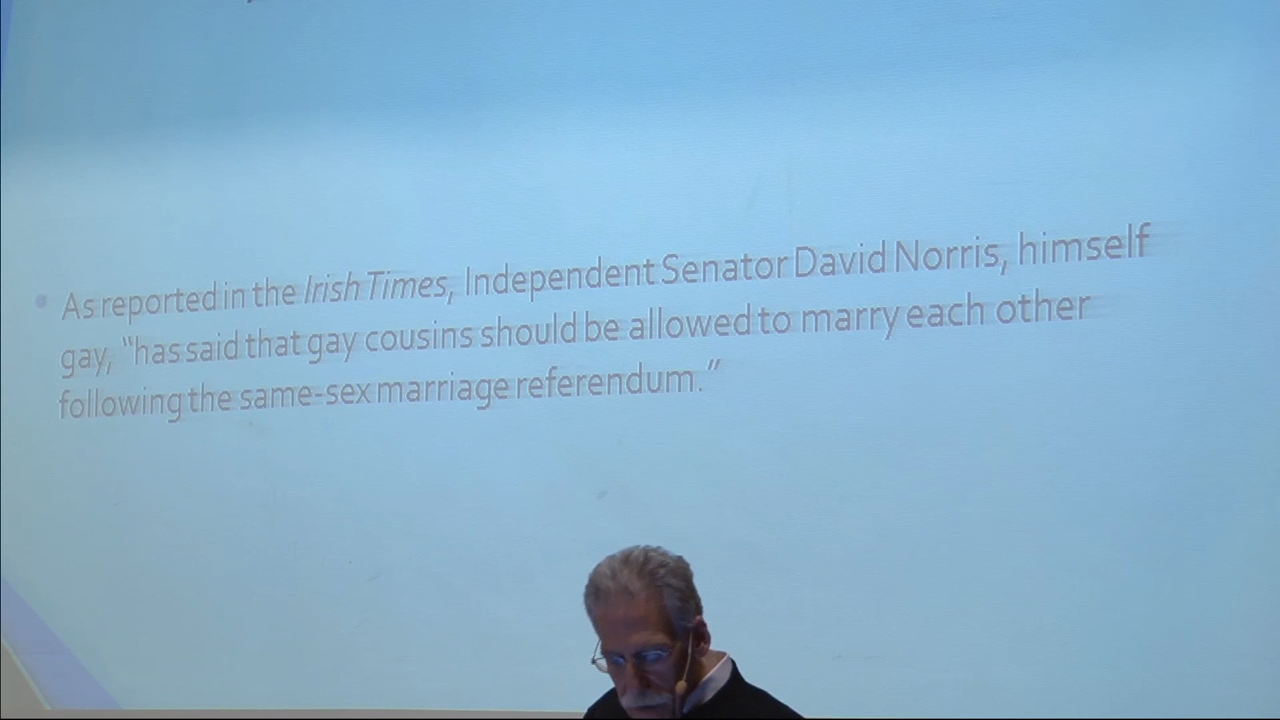 As reported in the Irish Times, Independent Senator David Norris, himself
gay, “has said that gay cousins should be allowed to marry each other
following the same-sex marriage referendum.”